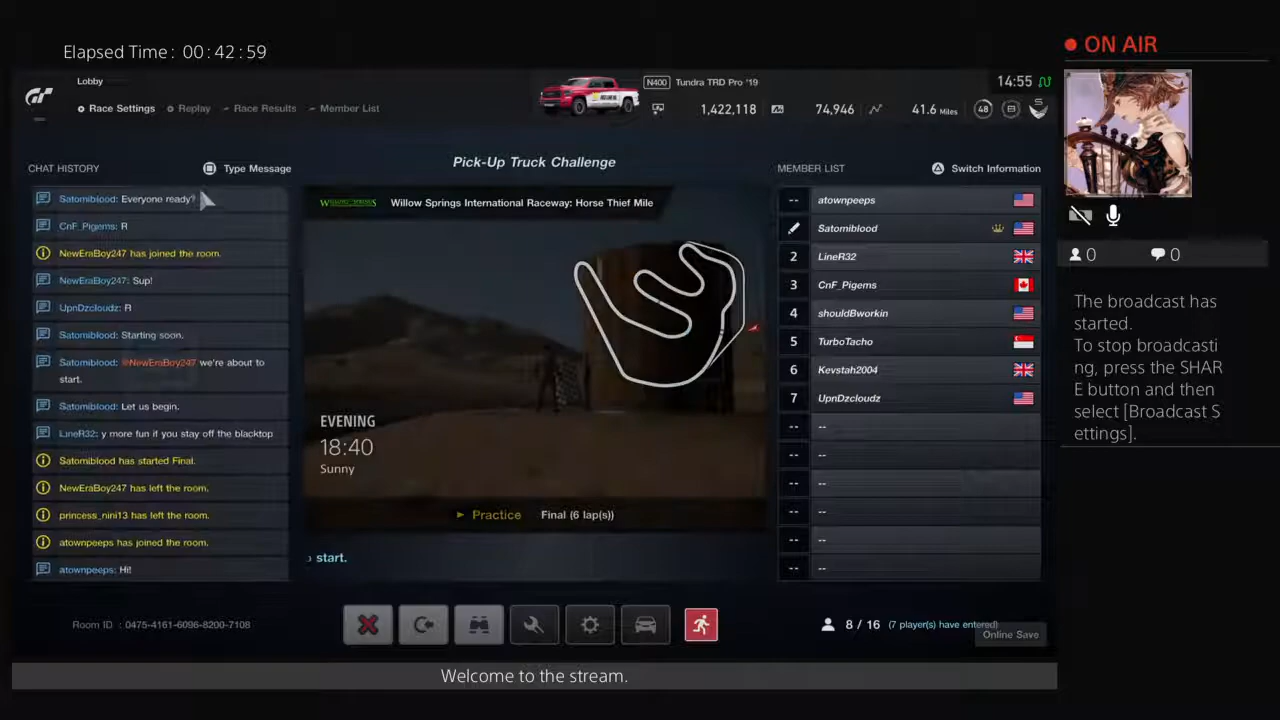 Elapsed Time: 00:42:59
ON AIR
Lobby
N400 Tundra TRD Pro '19
14:55
Race Settings Replay Race Results Member List
1,422,118 74,946 41.6 Miles 48
CHAT HISTORY Type Message
Pick-Up Truck Challenge
MEMBER LIST Switch Information
Satomiblood: Everyone ready?
CnF_Pigems: R
NewEraBoy247 has joined the room.
NewEraBoy247: Sup!
UpnDzcloudz: R
Satomiblood: Starting soon.
Satomiblood: @NewEraBoy247 we're about to
start.
Satomiblood: Let us begin.
LineR32: y more fun if you stay off the blacktop
Satomiblood has started Final.
NewEraBoy247 has left the room.
princess_nini13 has left the room.
atownpeeps has joined the room.
atownpeeps: Hi!
Willow Springs International Raceway: Horse Thief Mile
EVENING
18:40
Sunny
Practice Final (6 lap(s))
start.
-- atownpeeps
Satomiblood
2 LineR32
3 CnF_Pigems
4 shouldBworkin
5 TurboTacho
6 Kevstah2004
7 UpnDzcloudz
-- --
-- --
-- --
-- --
-- --
-- --
0 0
The broadcast has
started.
To stop broadcasti
ng, press the SHAR
E button and then
select [Broadcast S
ettings].
Room ID : 0475-4161-6096-8200-7108
8 / 16 (7 player(s) have entered)
Online Save
Welcome to the stream.